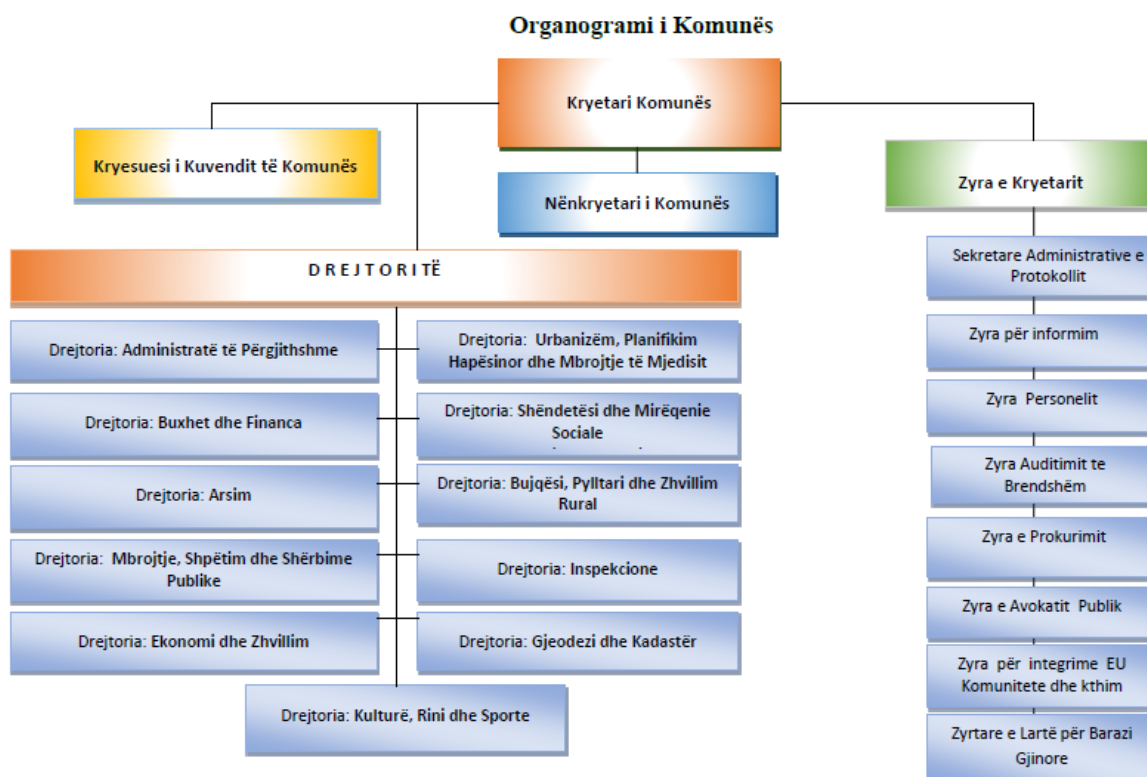 Organogrami i Komunës
Kryetari Komunës
Kryesuesi i Kuvendit të Komunës
Nënkryetari i Komunës
Zyra e Kryetarit
D R E J T O R I T Ë
Drejtoria: Administratë të Përgjithshme
Drejtoria: Urbanizëm, Planifikim
Hapësinor dhe Mbrojtje të Mjedisit
Drejtoria: Buxhet dhe Financa
Drejtoria: Shëndetësi dhe Mirëqenie
Sociale
Drejtoria: Arsim
Drejtoria: Bujqësi, Pylltari dhe Zhvillim
Rural
Drejtoria: Mbrojtje, Shpëtim dhe Shërbime
Publike
Drejtoria: Inspekcione
Drejtoria: Ekonomi dhe Zhvillim
Drejtoria: Gjeodezi dhe Kadastër
Drejtoria: Kulturë, Rini dhe Sporte
Sekretare Administrative e
Protokollit
Zyra për informim
Zyra Personelit
Zyra Auditimit te
Brendshëm
Zyra e Prokurimit
Zyra e Avokatit Publik
Zyra për integrime EU
Komunitete dhe kthim
Zyrtare e Lartë për Barazi
Gjinore